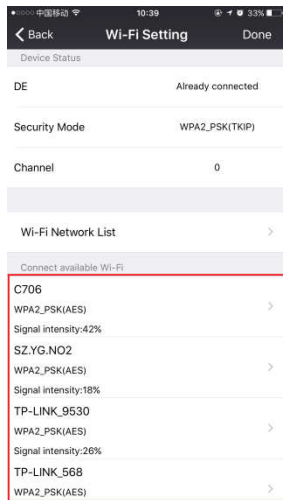 中国移动 10:39 33%
Back Wi-Fi Setting Done
Device Status
DE Already connected
Security Mode WPA2_PSK(TKIP)
Channel 0
Wi-Fi Network List
Connect available Wi-Fi
C706
WPA2_PSK(AES)
Signal intensity:42%
SZ.YG.NO2
WPA2_PSK(AES)
Signal intensity:18%
TP-LINK_9530
WPA2_PSK(AES)
Signal intensity:26%
TP-LINK_568
WPA2_PSK(AES)